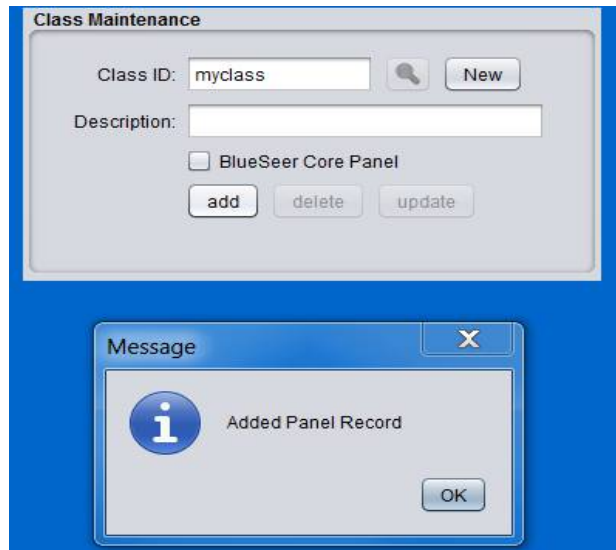 Class Maintenance
Class ID: myclass New
Description:
BlueSeer Core Panel
add delete update
Message X
Added Panel Record
OK